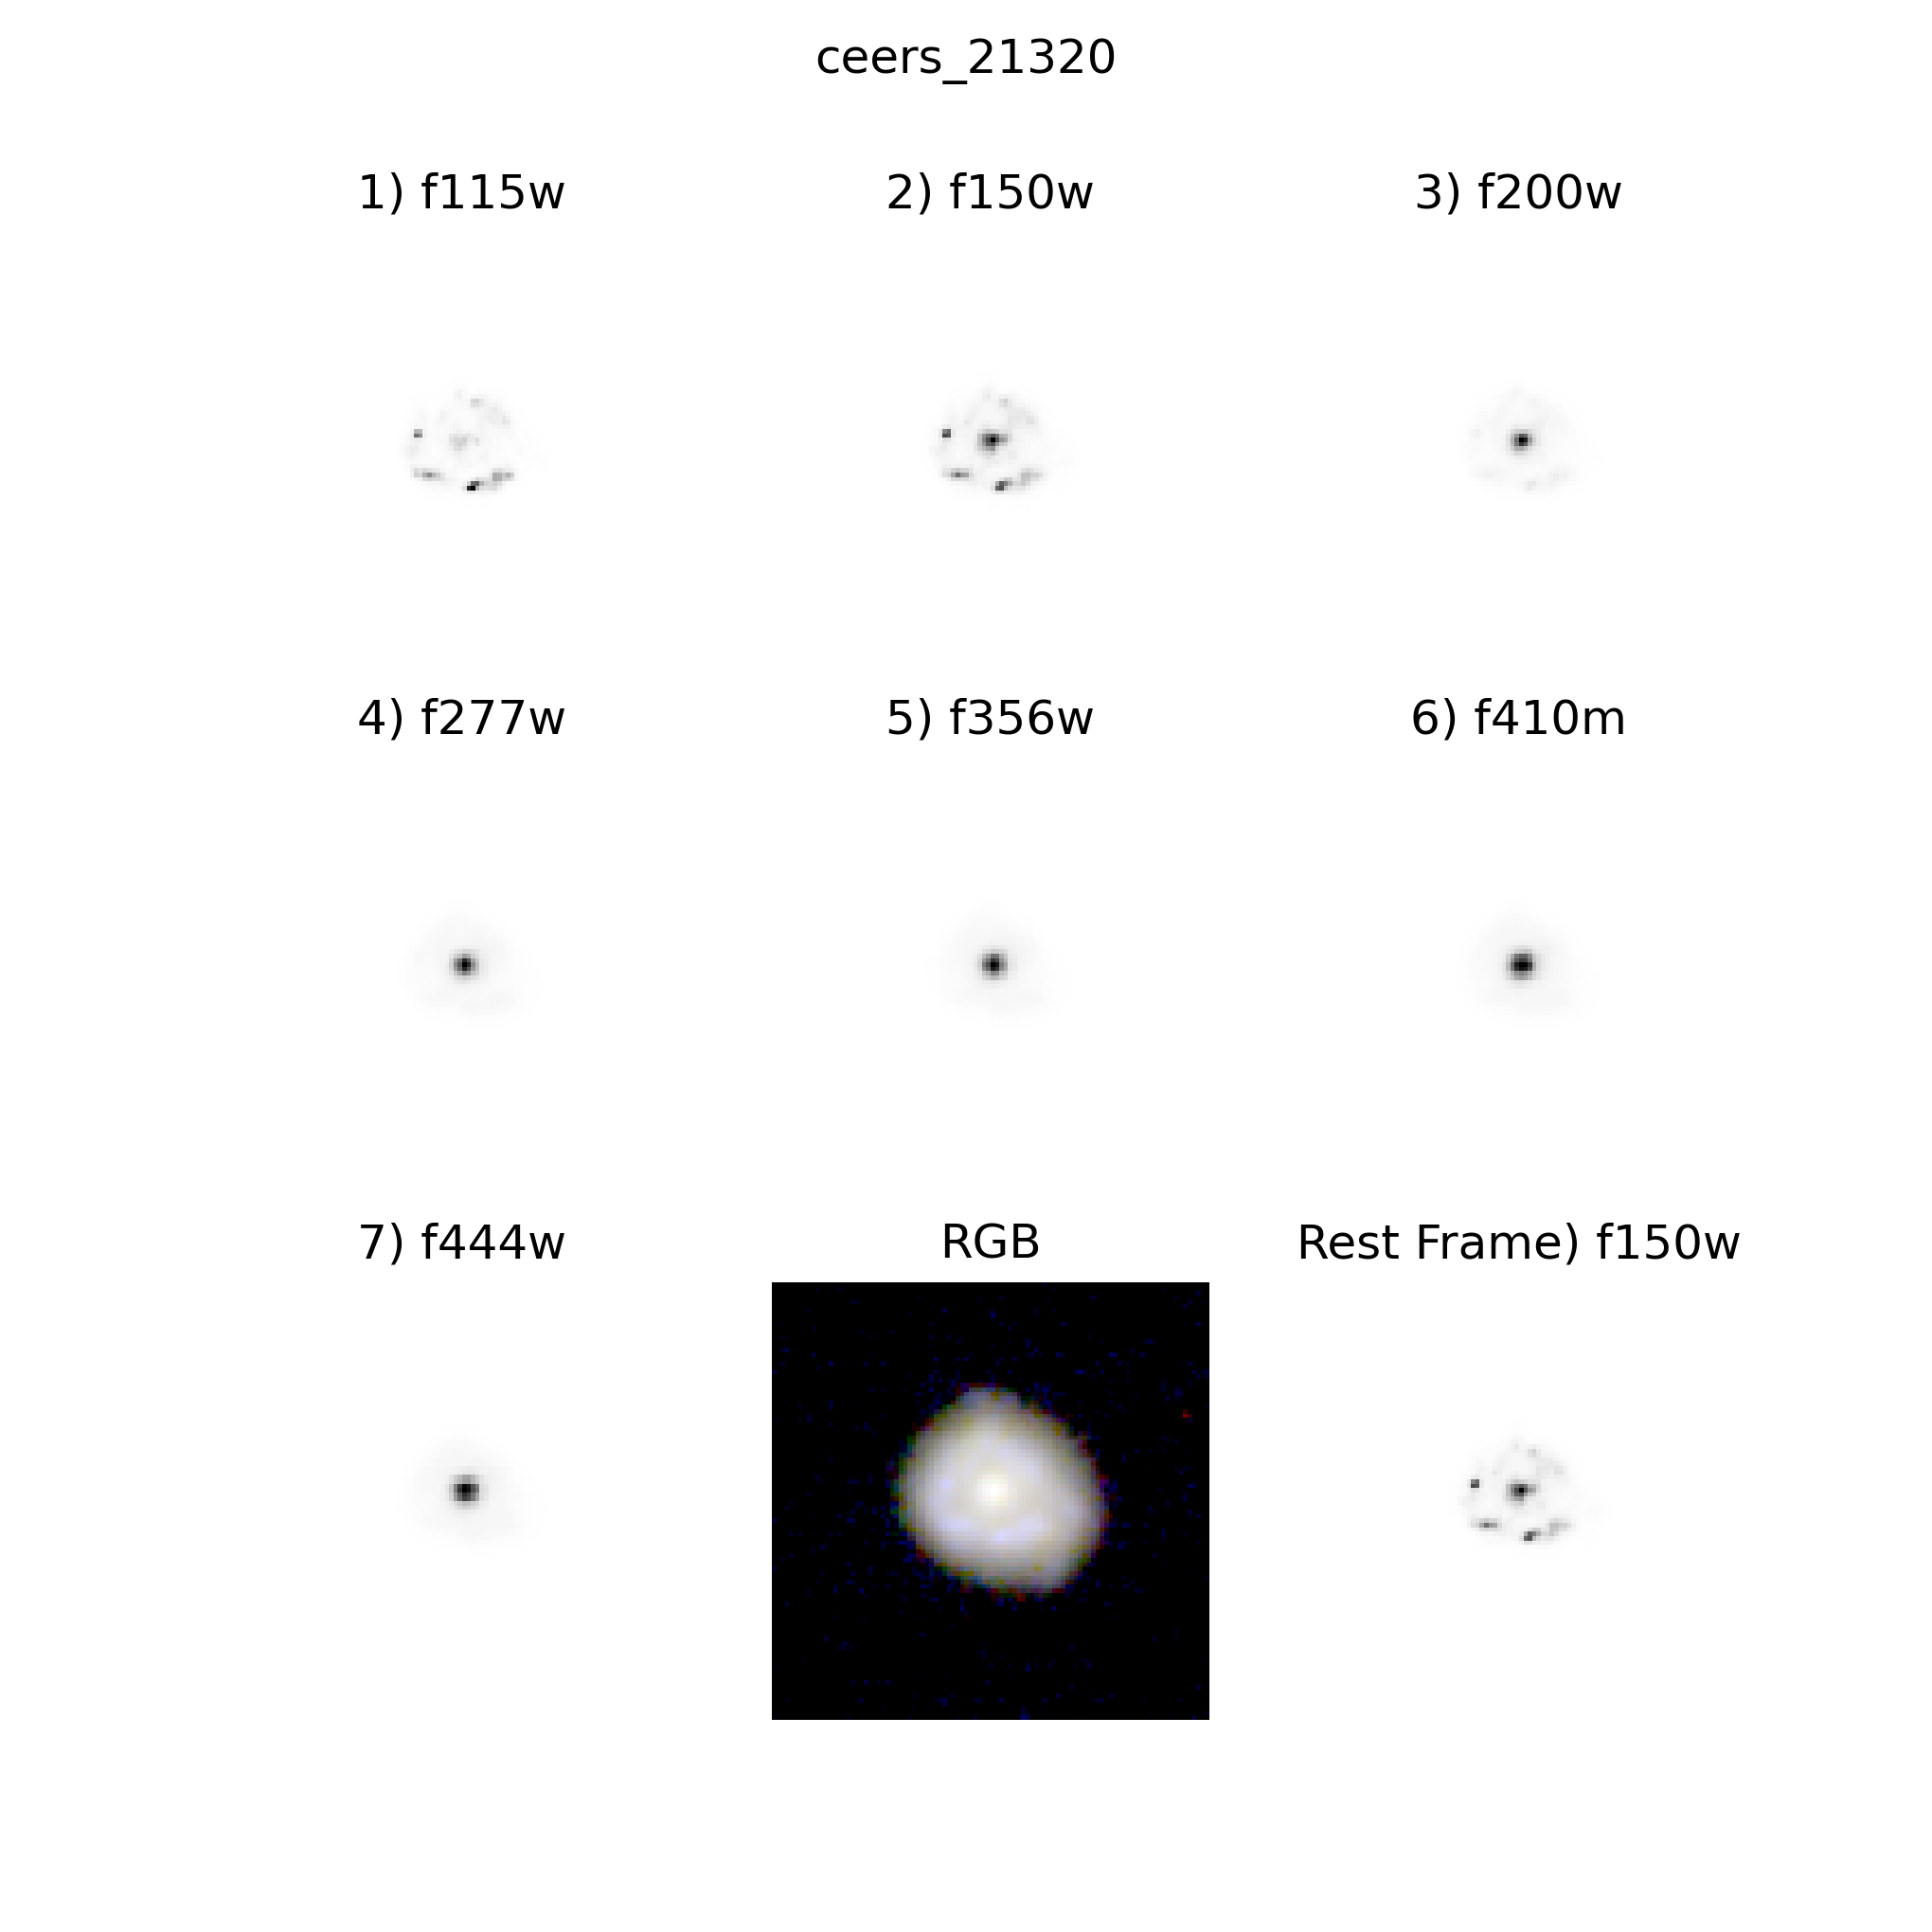 ceers_21320
1) f115w
2) f150w
3) f200w
4) f277w
5) f356w
6) f410m
7) f444w
RGB
Rest Frame) f150w